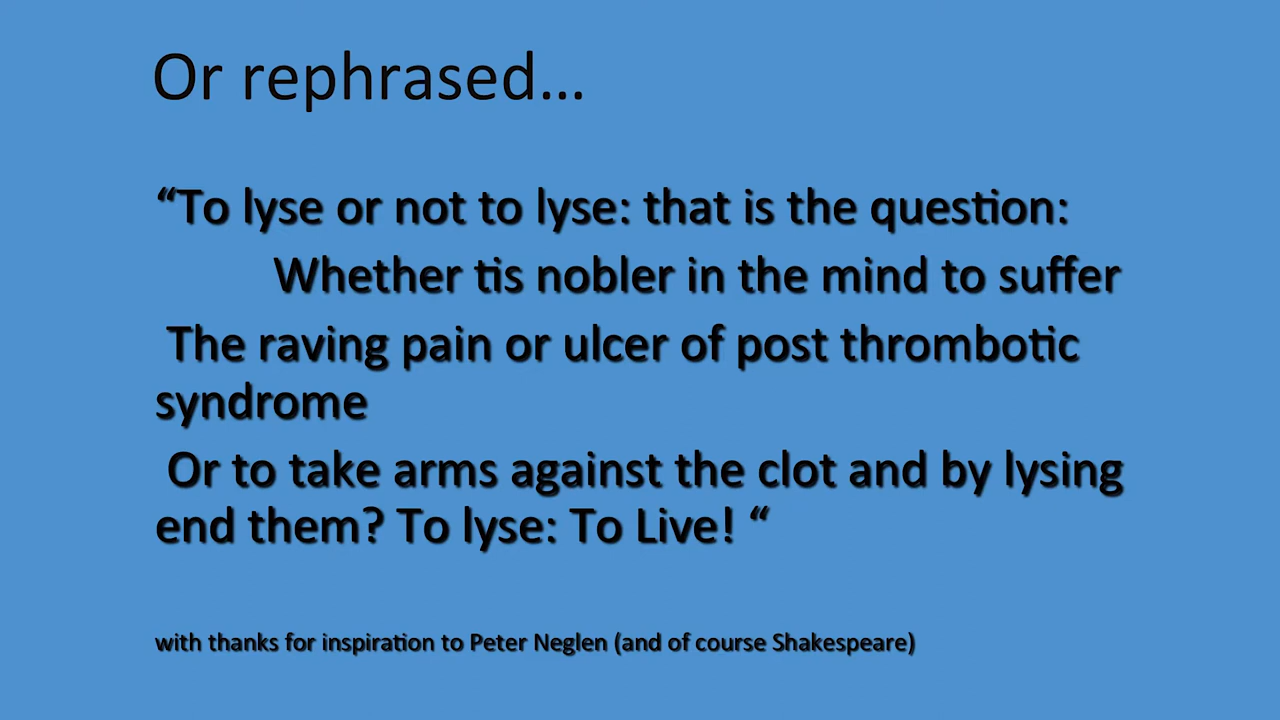 Or rephrased…
“To lyse or not to lyse: that is the question:
Whether tis nobler in the mind to suffer
The raving pain or ulcer of post thrombotic
syndrome
Or to take arms against the clot and by lysing
end them? To lyse: To Live! “
with thanks for inspiration to Peter Neglen (and of course Shakespeare)